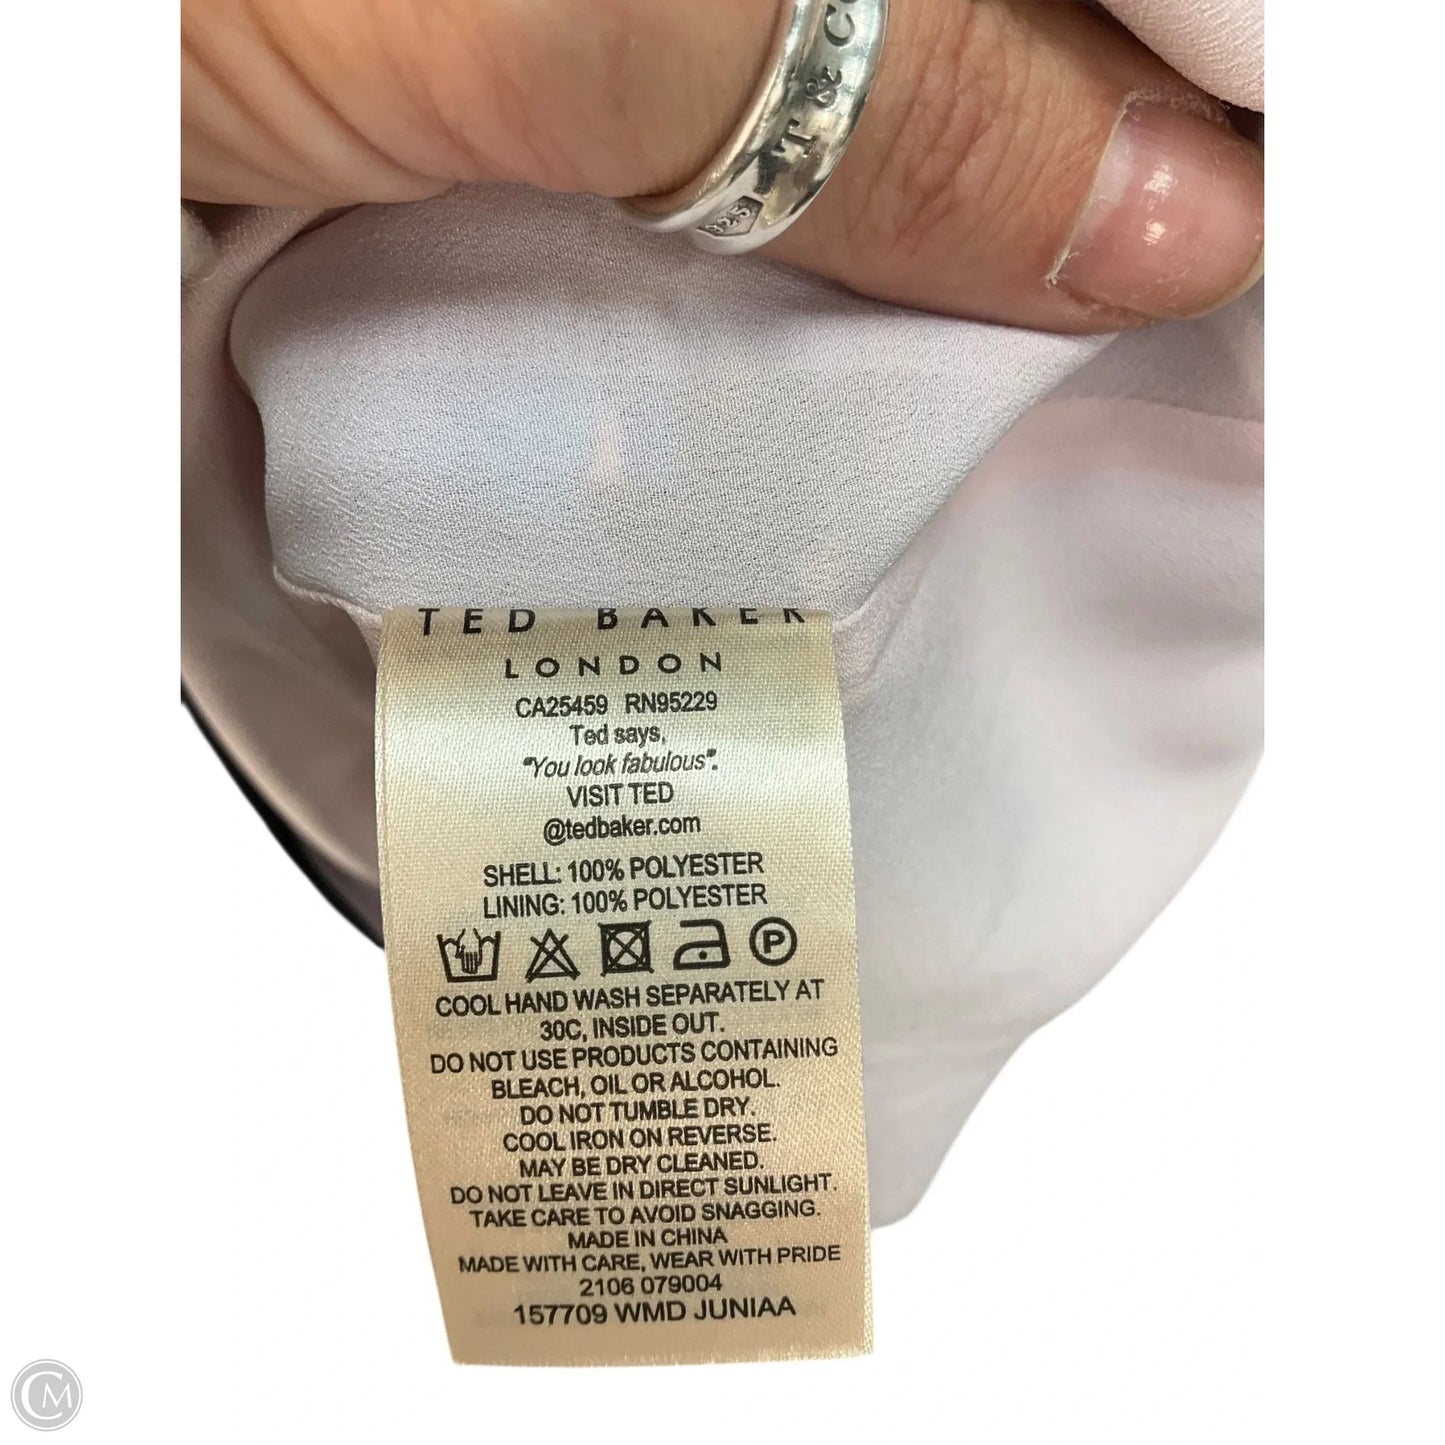 T & CO
925
TED BAKER
LONDON
CA25459 RN95229
Ted says,
"You look fabulous".
VISIT TED
@tedbaker.com
SHELL: 100% POLYESTER
LINING: 100% POLYESTER
P
COOL HAND WASH SEPARATELY AT
30C, INSIDE OUT.
DO NOT USE PRODUCTS CONTAINING
BLEACH, OIL OR ALCOHOL.
DO NOT TUMBLE DRY.
COOL IRON ON REVERSE.
MAY BE DRY CLEANED.
DO NOT LEAVE IN DIRECT SUNLIGHT.
TAKE CARE TO AVOID SNAGGING.
MADE IN CHINA
MADE WITH CARE, WEAR WITH PRIDE
2106 079004
157709 WMD JUNIAA
CM